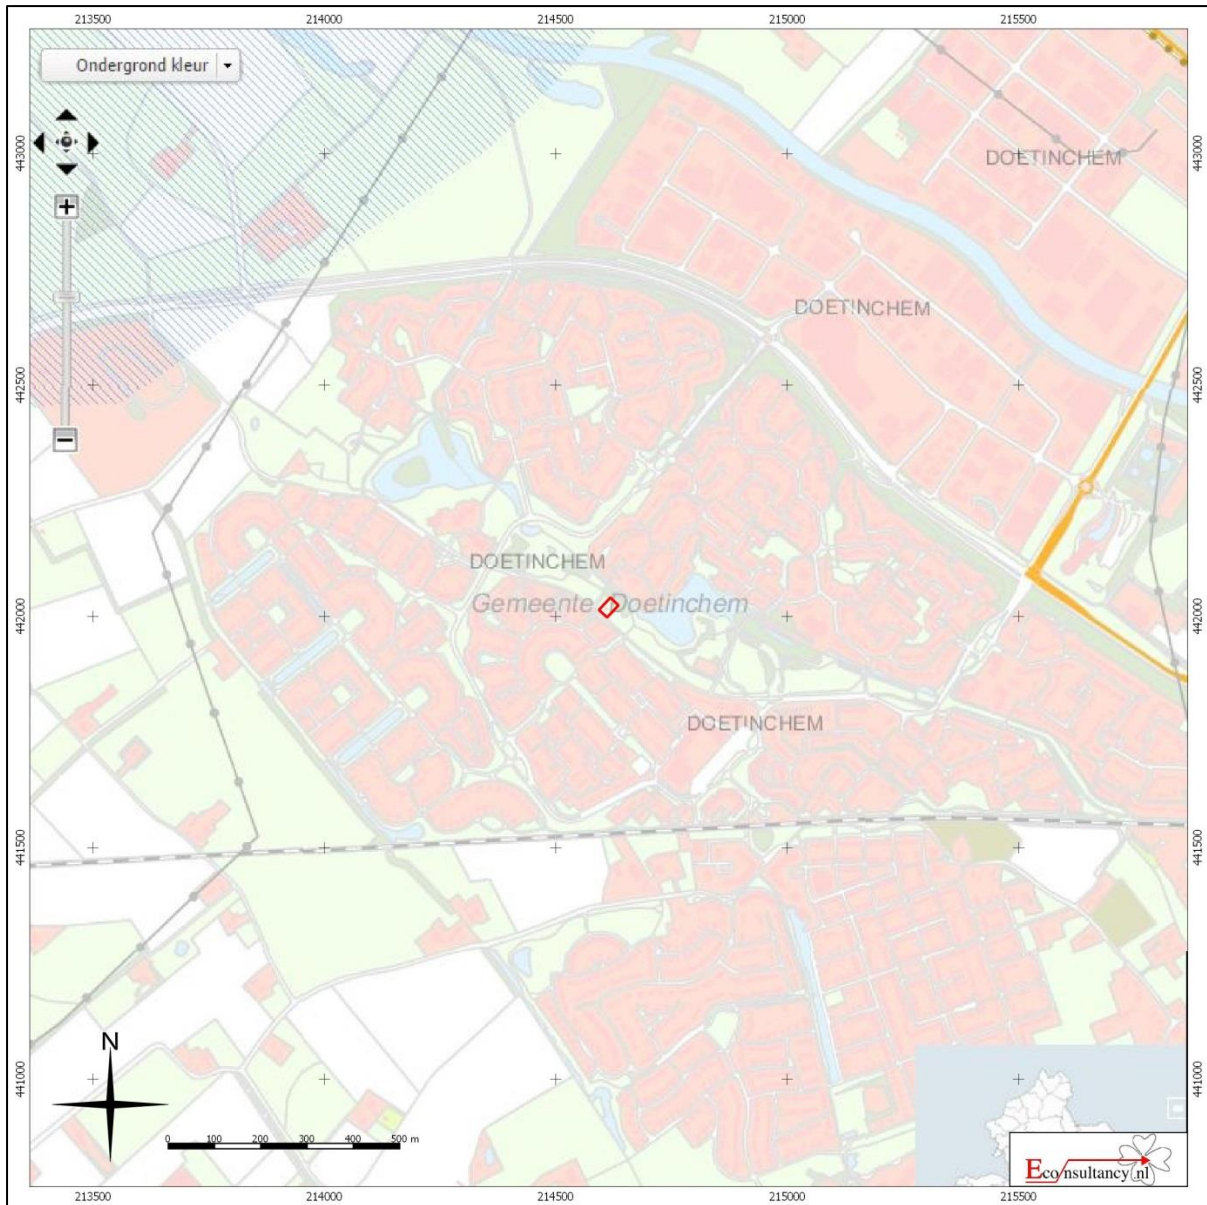 213500 214000 214500 215000 215500
Ondergrond kleur
443000 443000
DOETINCHEM
DOETINCHEM
442500 442500
DOETINCHEM
Gemeente Doetinchem
442000 442000
DOETINCHEM
441500 441500
N
441000 441000
0 100 200 300 400 500 m
Econsultancy.nl
213500 214000 214500 215000 215500